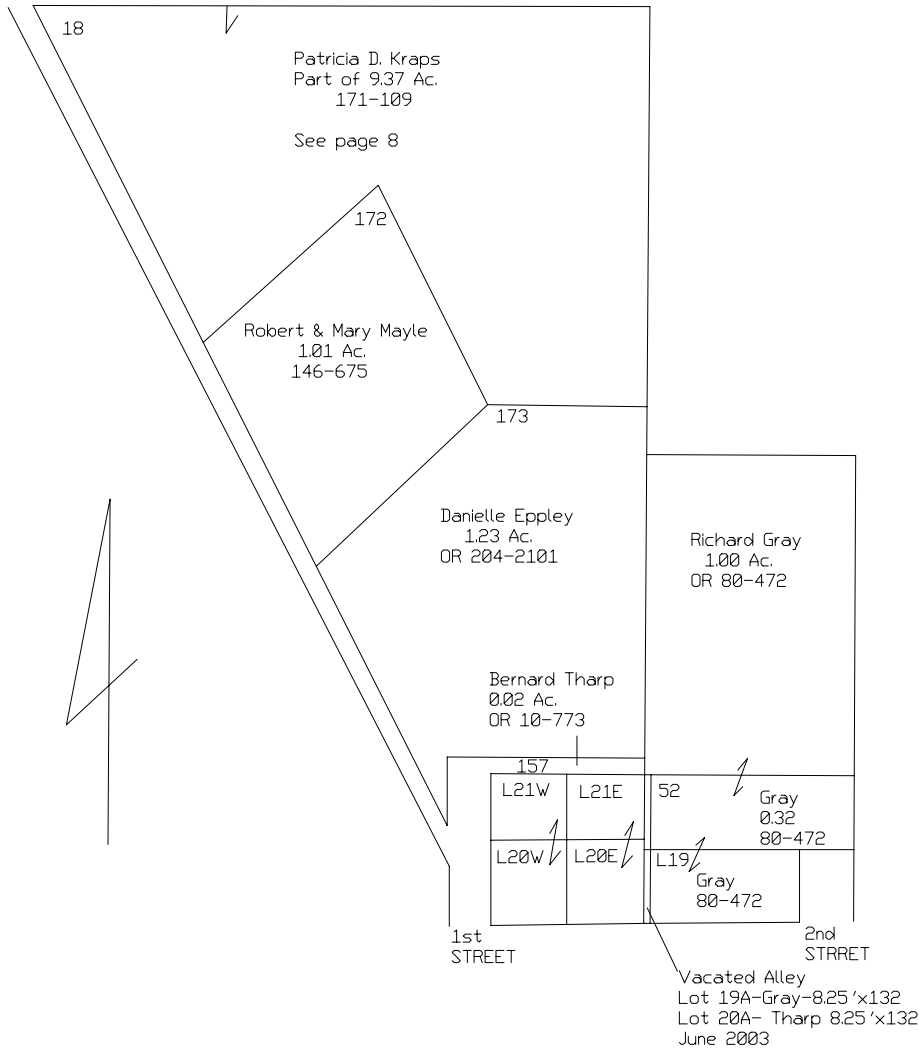 18
Patricia D. Kraps
Part of 9.37 Ac.
171-109
See page 8
172
Robert & Mary Mayle
1.01 Ac.
146-675
173
Danielle Eppley
1.23 Ac.
OR 204-2101
Richard Gray
1.00 Ac.
OR 80-472
Bernard Tharp
0.02 Ac.
OR 10-773
157
L21W
L21E
52
Gray
0.32
80-472
L20W
L20E
L19
Gray
80-472
1st
STREET
2nd
STRRET
Vacated Alley
Lot 19A-Gray-8.25'x132
Lot 20A- Tharp 8.25'x132
June 2003